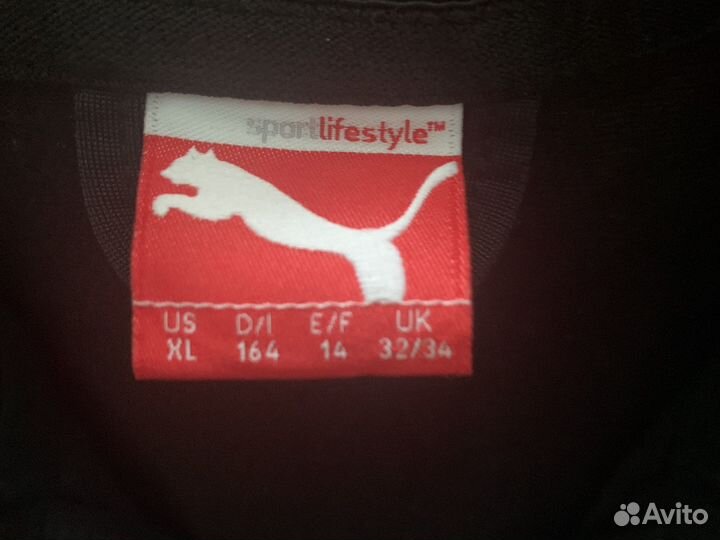 sportlifestyle™
US D/I E/F UK
XL 164 14 32/34
Avito